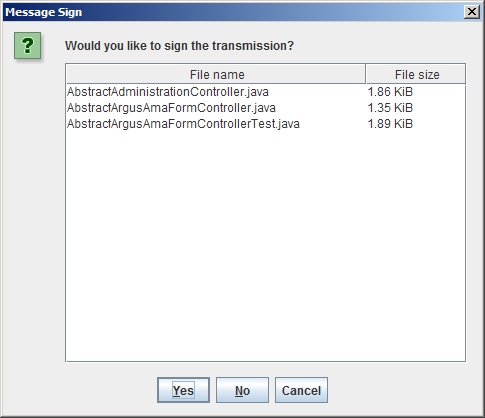 Message Sign
?
Would you like to sign the transmission?
File name File size
AbstractAdministrationController.java 1.86 KiB
AbstractArgusAmaFormController.java 1.35 KiB
AbstractArgusAmaFormControllerTest.java 1.89 KiB
Yes No Cancel